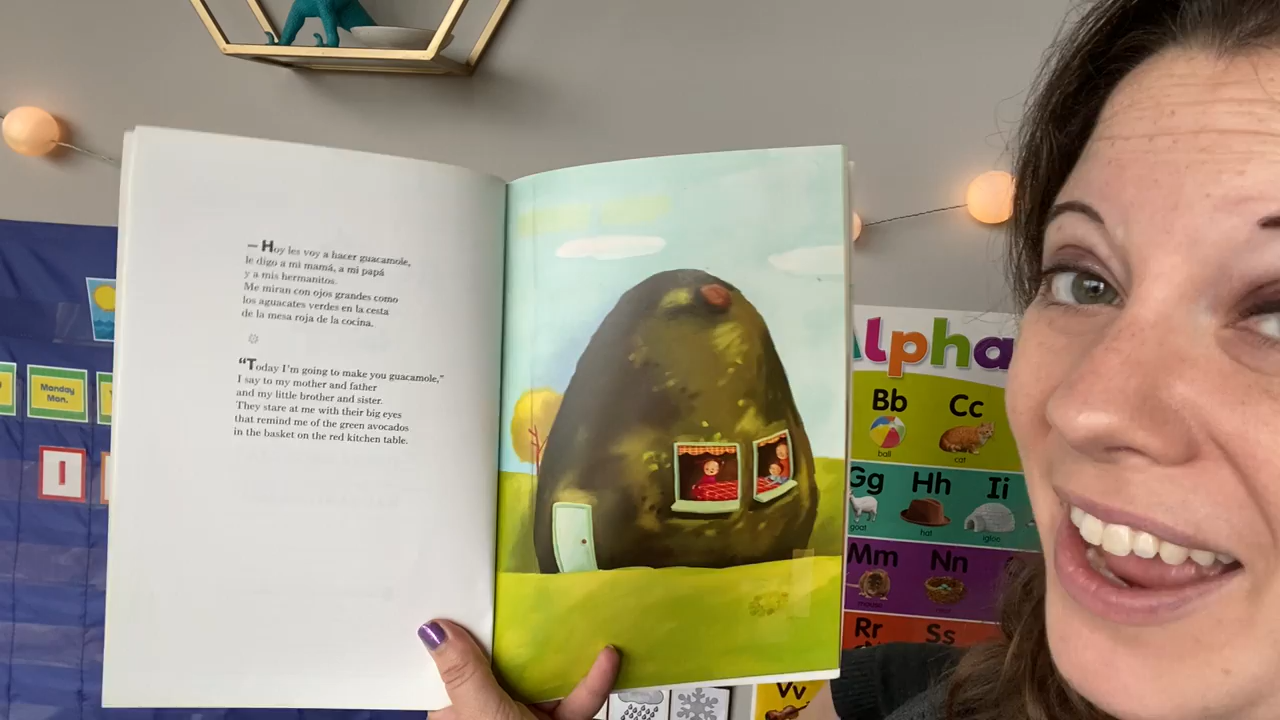 — Hoy les voy a hacer guacamole,
le digo a mi mamá, a mi papá
y a mis hermanitos.
Me miran con ojos grandes como
los aguacates verdes en la cesta
de la mesa roja de la cocina.
“Today I’m going to make you guacamole,”
I say to my mother and father
and my little brother and sister.
They stare at me with their big eyes
that remind me of the green avocados
in the basket on the red kitchen table.
Monday
Mon.
Alpha
Bb Cc
ball cat
Gg Hh Ii
goat hat igloo
Mm Nn
mouse nest
Rr Ss
Vv